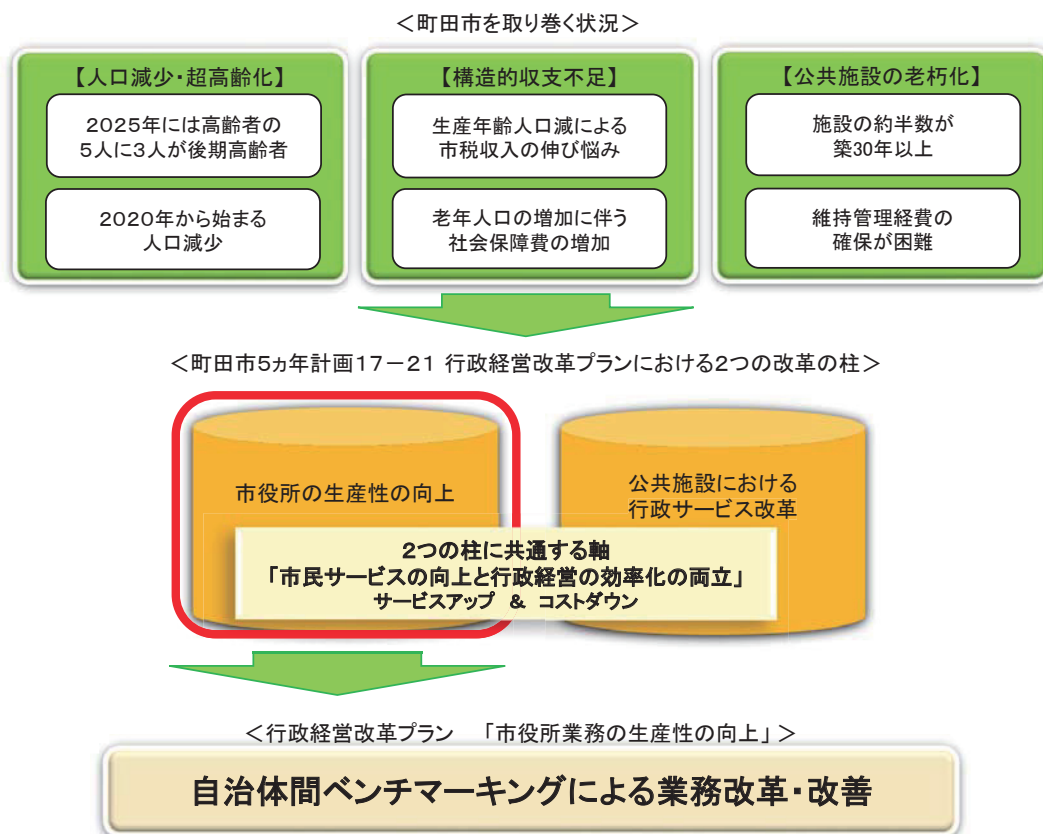 ＜町田市を取り巻く状況＞
【人口減少・超高齢化】
2025年には高齢者の
5人に3人が後期高齢者
2020年から始まる
人口減少
【構造的収支不足】
生産年齢人口減による
市税収入の伸び悩み
老年人口の増加に伴う
社会保障費の増加
【公共施設の老朽化】
施設の約半数が
築30年以上
維持管理経費の
確保が困難
＜町田市5ヵ年計画17－21 行政経営改革プランにおける2つの改革の柱＞
市役所の生産性の向上
公共施設における
行政サービス改革
2つの柱に共通する軸
「市民サービスの向上と行政経営の効率化の両立」
サービスアップ ＆ コストダウン
＜行政経営改革プラン 「市役所業務の生産性の向上」＞
自治体間ベンチマーキングによる業務改革・改善